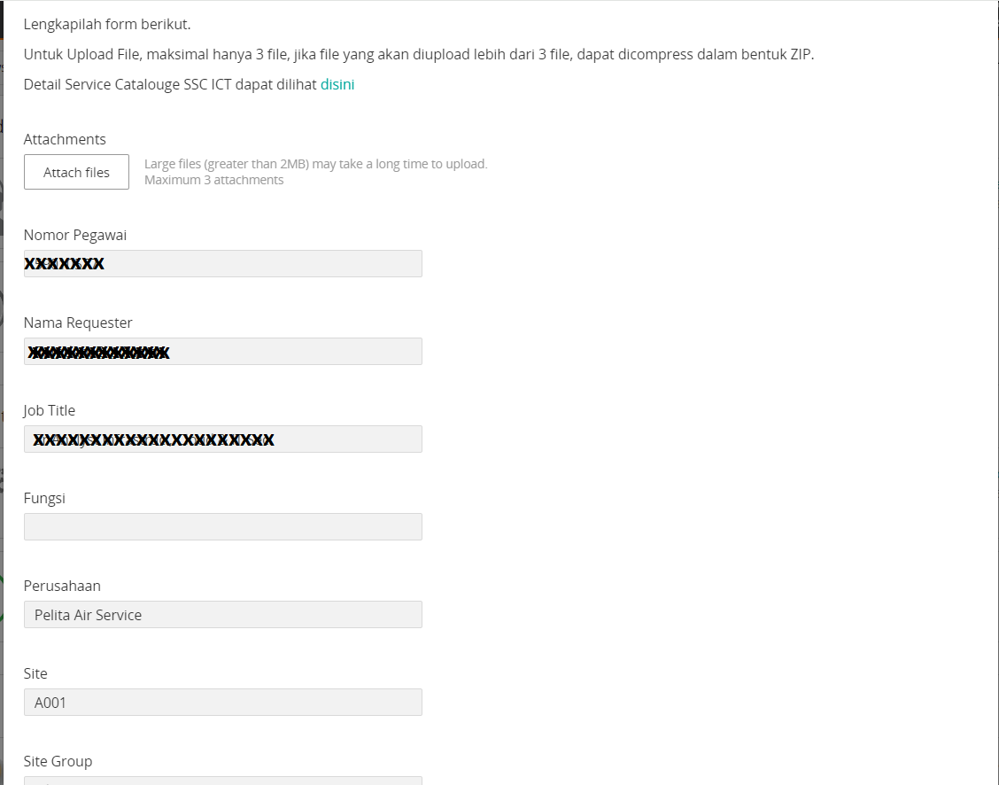 Lengkapilah form berikut.
Untuk Upload File, maksimal hanya 3 file, jika file yang akan diupload lebih dari 3 file, dapat dicompress dalam bentuk ZIP.
Detail Service Catalouge SSC ICT dapat dilihat disini
Attachments
Attach files
Large files (greater than 2MB) may take a long time to upload.
Maximum 3 attachments
Nomor Pegawai
XXXXXXX
Nama Requester
Job Title
XXXXXXXXXXXXXXXXXXXXX
Fungsi
Perusahaan
Pelita Air Service
Site
A001
Site Group